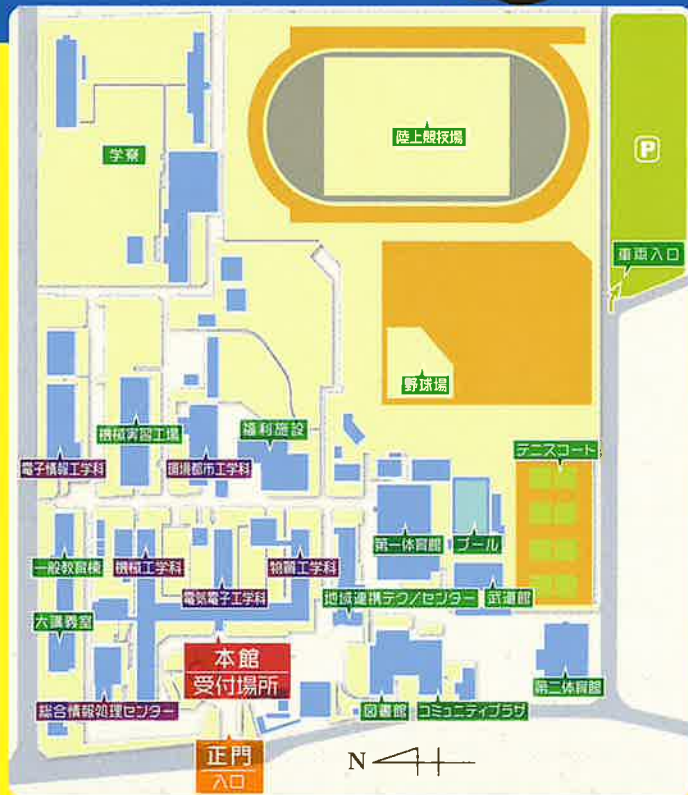 陸上競技場
学寮
P
車両入口
野球場
福利施設
機械実習工場
テニスコート
電子情報工学科
環境都市工学科
第一体育館
プール
一般教育棟
機械工学科
物質工学科
電気電子工学科
地域連携テクノセンター
武道館
大講義室
本館
受付場所
第二体育館
総合情報処理センター
図書館
コミュニティプラザ
正門
入口
N